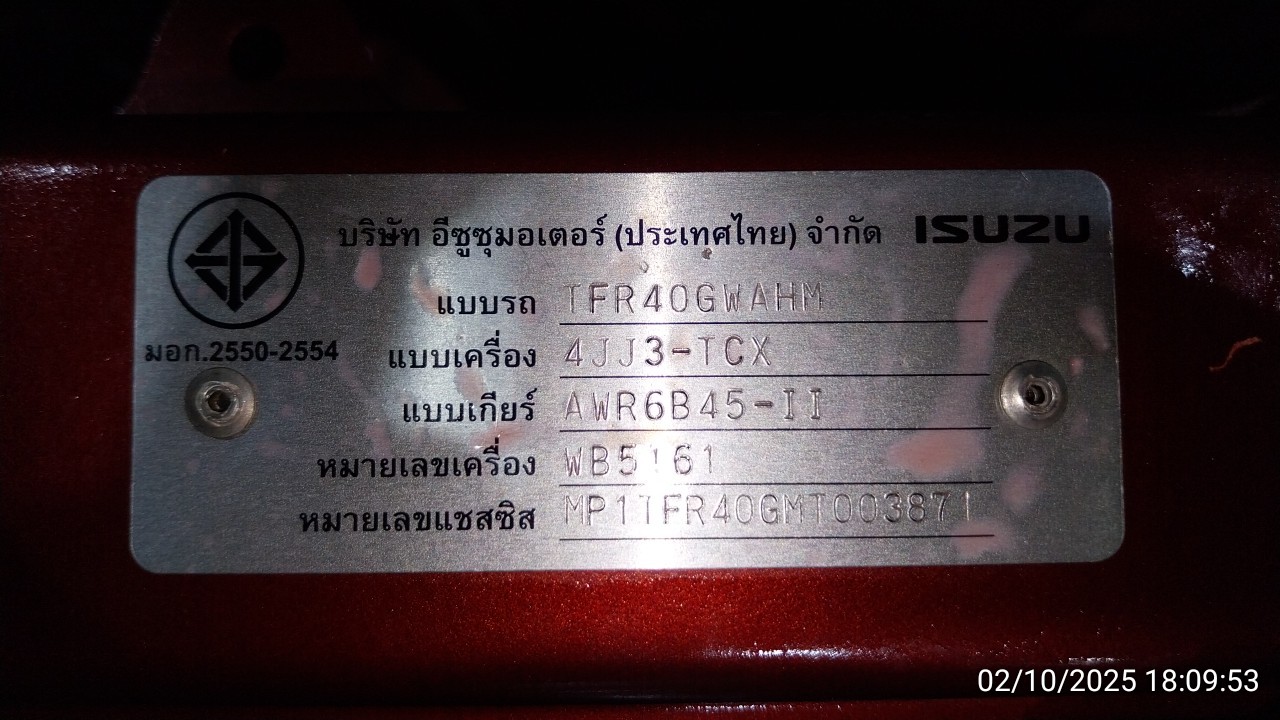 บริษัท อีซูซุมอเตอร์ (ประเทศไทย) จำกัด ISUZU
แบบรถ TFR40GWAHM
มอก.2550-2554
แบบเครื่อง 4JJ3-TCX
แบบเกียร์ AWR6B45-II
หมายเลขเครื่อง WB5161
หมายเลขแชสซิส MP1TFR40GMT003871
02/10/2025 18:09:53